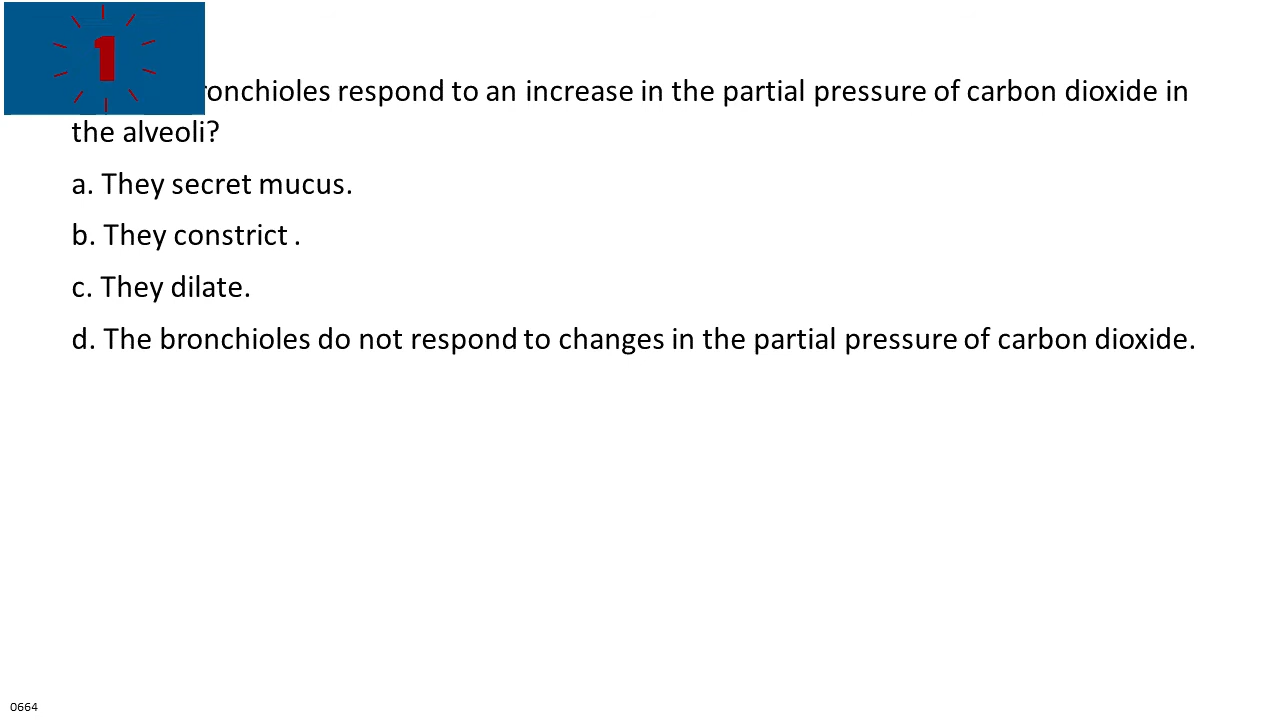 1
ronchioles respond to an increase in the partial pressure of carbon dioxide in
the alveoli?
a. They secret mucus.
b. They constrict .
c. They dilate.
d. The bronchioles do not respond to changes in the partial pressure of carbon dioxide.
0664